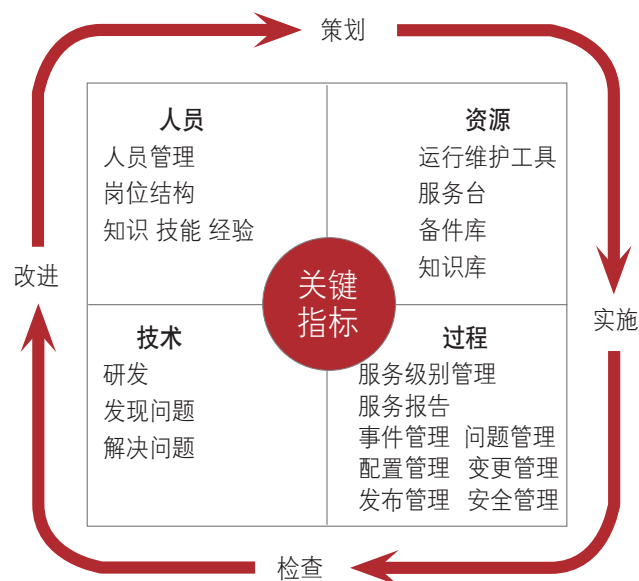 策划
人员
人员管理
岗位结构
知识 技能 经验
资源
运行维护工具
服务台
备件库
知识库
改进
关键
指标
实施
技术
研发
发现问题
解决问题
过程
服务级别管理
服务报告
事件管理 问题管理
配置管理 变更管理
发布管理 安全管理
检查